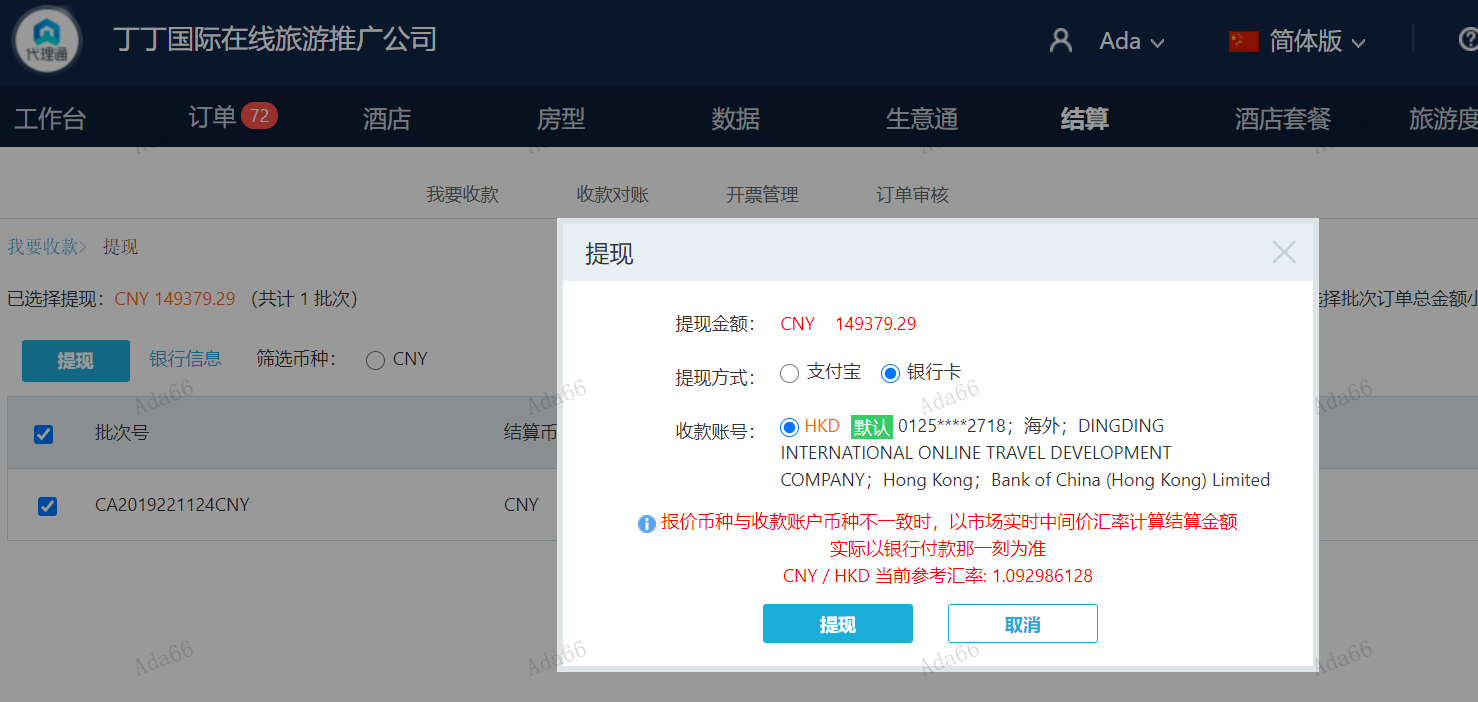 代理通
丁丁国际在线旅游推广公司
Ada
简体版
工作台
订单 72
酒店
房型
数据
生意通
结算
酒店套餐
旅游度
我要收款
收款对账
开票管理
订单审核
我要收款> 提现
已选择提现：CNY 149379.29 (共计 1 批次)
择批次订单总金额小
提现
银行信息
筛选币种：
CNY
批次号
结算币
CA2019221124CNY
CNY
提现
提现金额： CNY 149379.29
提现方式： 支付宝 银行卡
收款账号： HKD 默认 0125****2718；海外；DINGDING
INTERNATIONAL ONLINE TRAVEL DEVELOPMENT
COMPANY；Hong Kong；Bank of China (Hong Kong) Limited
报价币种与收款账户币种不一致时，以市场实时中间价汇率计算结算金额
实际以银行付款那一刻为准
CNY / HKD 当前参考汇率: 1.092986128
提现
取消
Ada66
Ada66
Ada66
Ada66
Ada66
Ada66
Ada66
Ada66